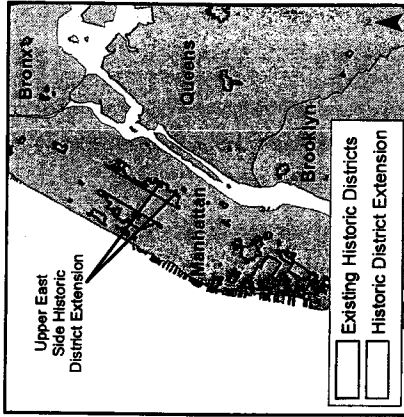 Bronx
Upper East
Side Historic
District Extension
Queens
Manhattan
Brooklyn
Existing Historic Districts
Historic District Extension